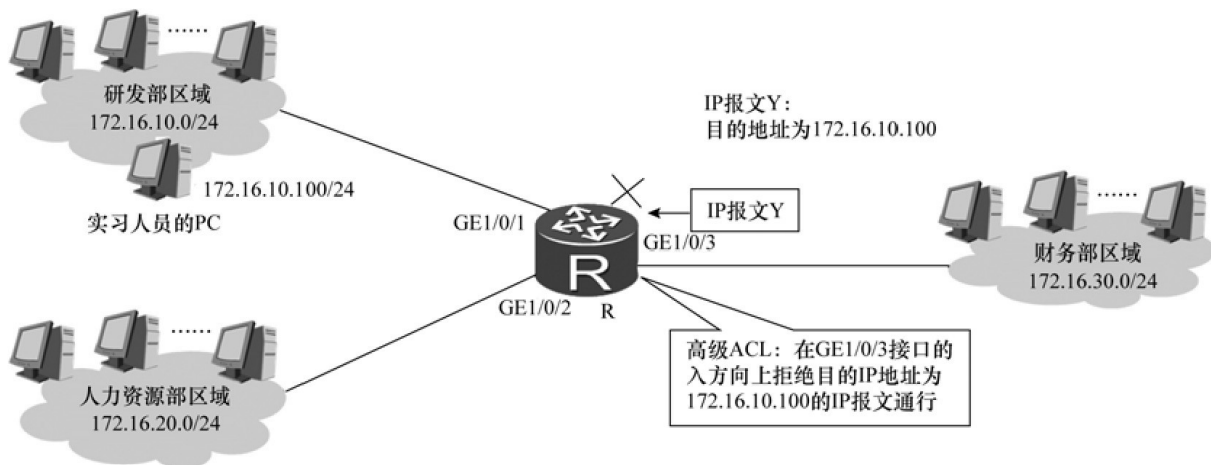 研发部区域
172.16.10.0/24
172.16.10.100/24
实习人员的PC
IP报文Y：
目的地址为172.16.10.100
IP报文Y
GE1/0/1
GE1/0/3
GE1/0/2
R
R
财务部区域
172.16.30.0/24
人力资源部区域
172.16.20.0/24
高级ACL：在GE1/0/3接口的
入方向上拒绝目的IP地址为
172.16.10.100的IP报文通行